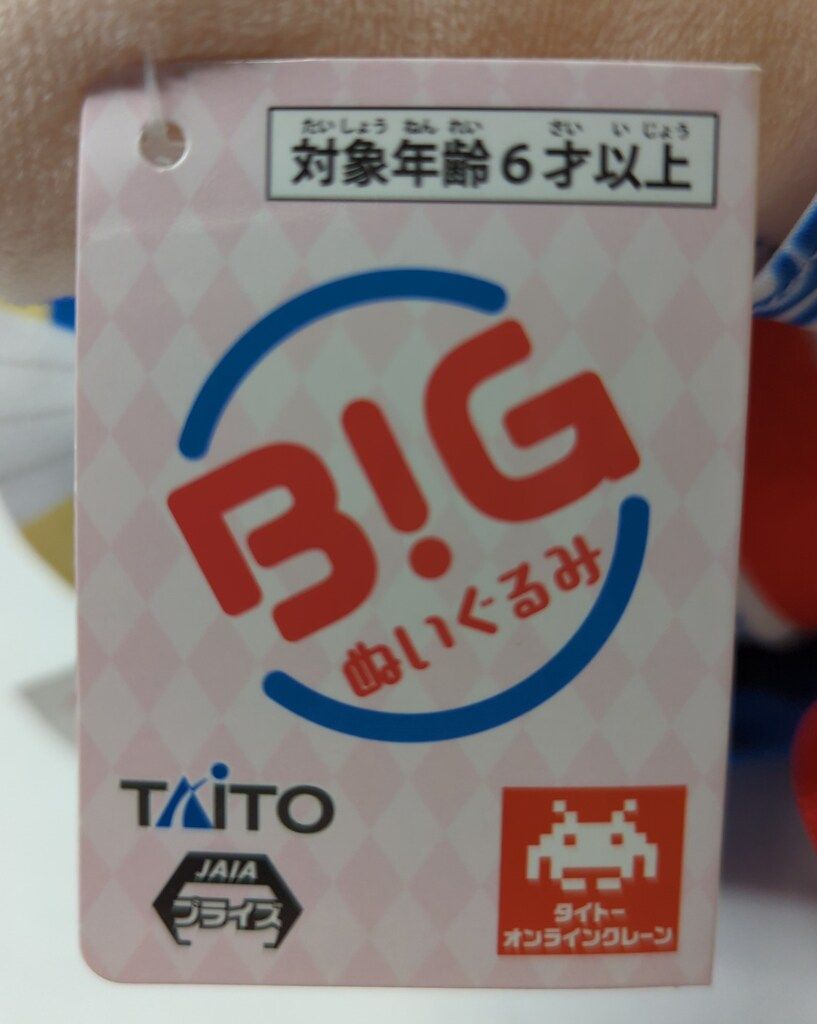 たいしょう ねん れい さい い じょう
対象年齢6才以上
B!G
ぬいぐるみ
TAiTO
JAIA
プライズ
タイトー
オンラインクレーン